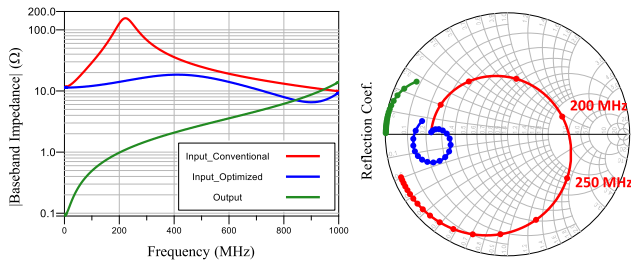 200.0
100.0
10.0
1.0
0.1
|Baseband Impedance| (Ω)
0
200
400
600
800
1000
Frequency (MHz)
Input_Conventional
Input_Optimized
Output
Reflection Coef.
200 MHz
250 MHz